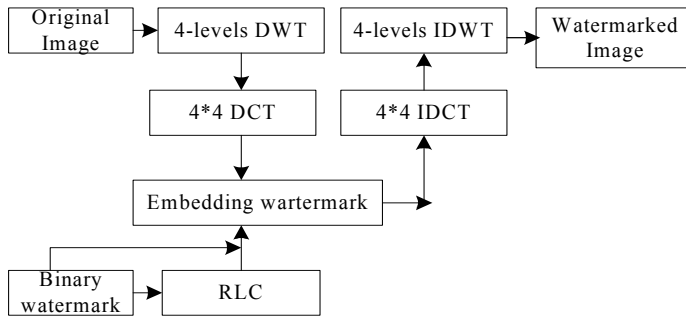 Original
Image
4-levels DWT
4-levels IDWT
Watermarked
Image
4*4 DCT
4*4 IDCT
Embedding wartermark
Binary
watermark
RLC